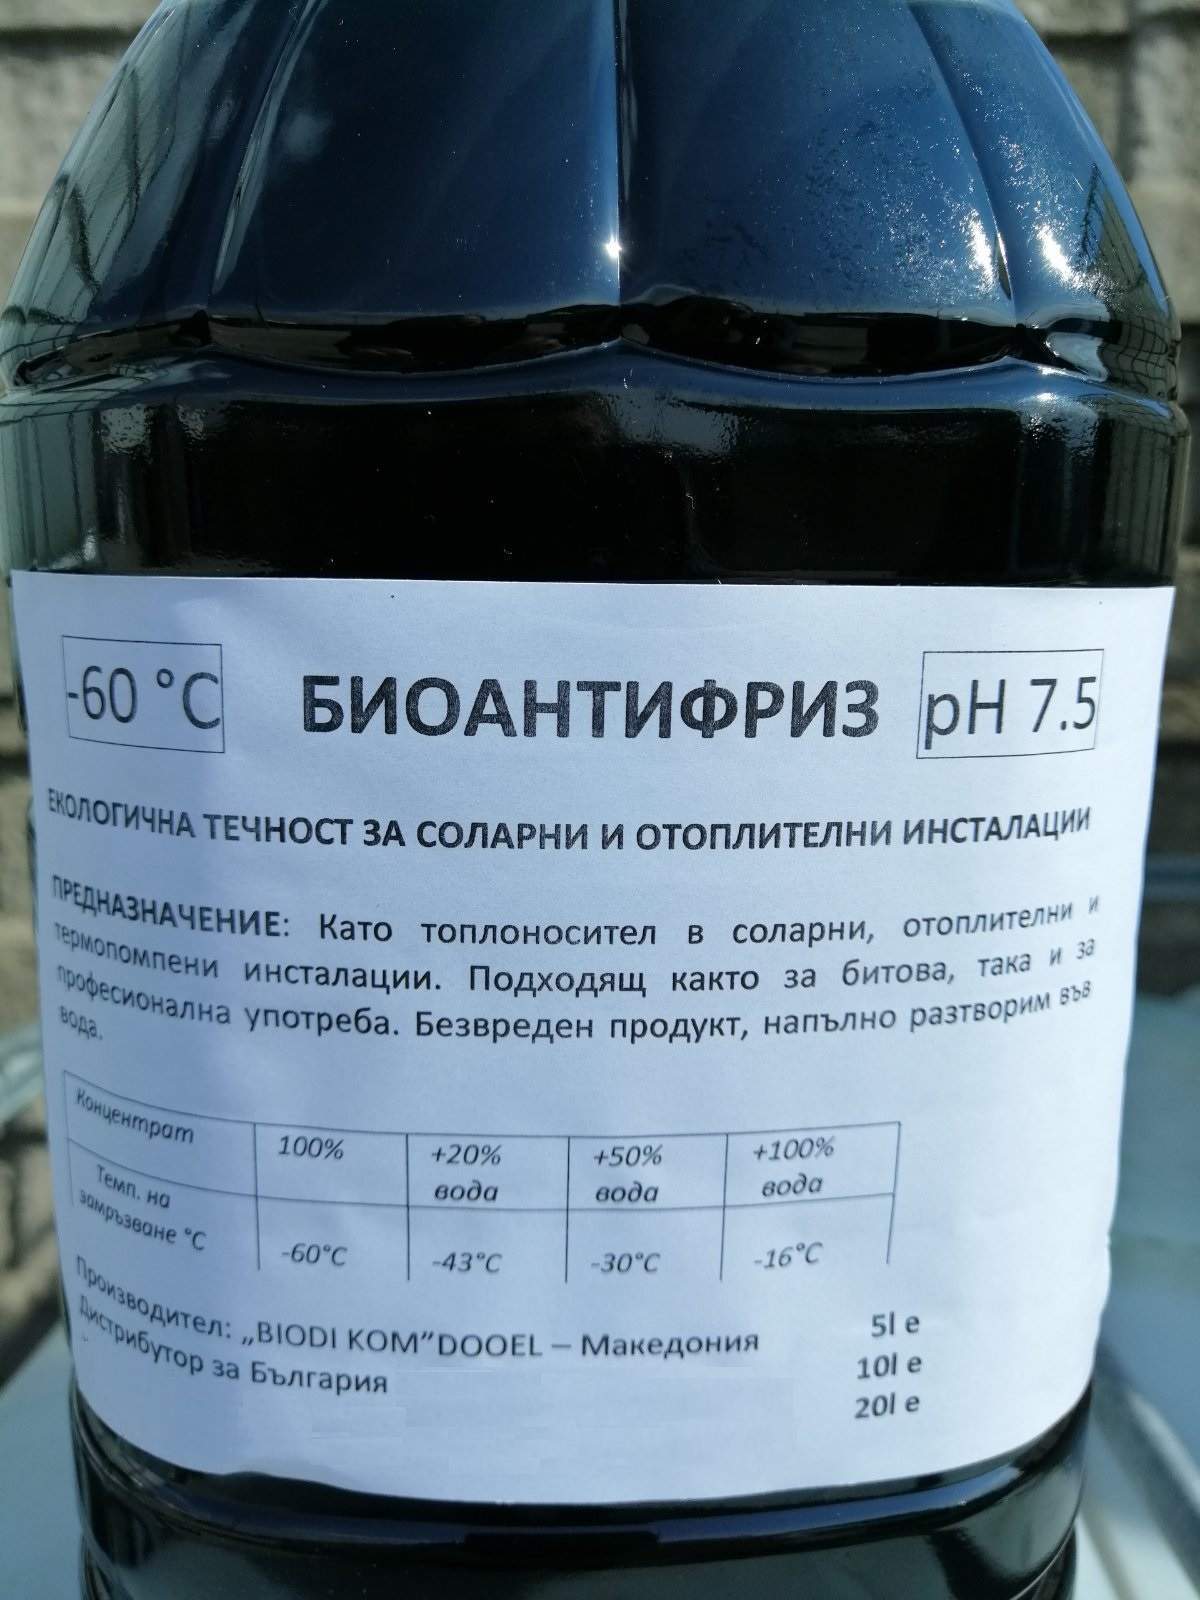 -60 °C БИОАНТИФРИЗ pH 7.5
ЕКОЛОГИЧНА ТЕЧНОСТ ЗА СОЛАРНИ И ОТОПЛИТЕЛНИ ИНСТАЛАЦИИ
ПРЕДНАЗНАЧЕНИЕ: Като топлоносител в соларни, отоплителни и
термопомпени инсталации. Подходящ както за битова, така и за
професионална употреба. Безвреден продукт, напълно разтворим във
вода.
Концентрат 100% +20% вода +50% вода +100% вода
Темп. на замръзване °C -60°C -43°C -30°C -16°C
Производител: „BIODI KOM“DOOEL – Македония
Дистрибутор за България
5l e
10l e
20l e